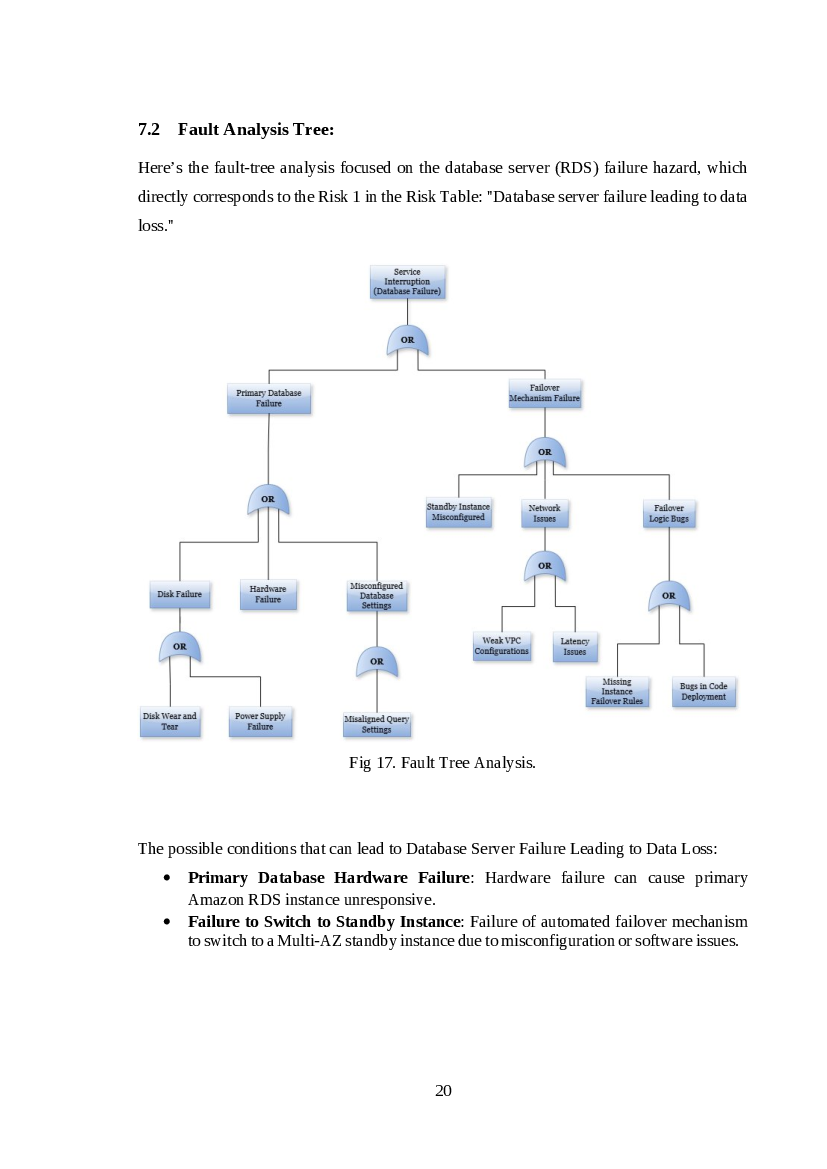 7.2 Fault Analysis Tree:
Here's the fault-tree analysis focused on the database server (RDS) failure hazard, which
directly corresponds to the Risk 1 in the Risk Table: "Database server failure leading to data
loss."
Service
Interruption
(Database Failure)
OR
Primary Database
Failure
Failover
Mechanism Failure
OR
OR
Standby Instance
Misconfigured
Network
Issues
Failover
Logic Bugs
Disk Failure
Hardware
Failure
Misconfigured
Database
Settings
OR
OR
OR
OR
Weak VPC
Configurations
Latency
Issues
Missing
Instance
Failover Rules
Bugs in Code
Deployment
Disk Wear and
Tear
Power Supply
Failure
Misaligned Query
Settings
Fig 17. Fault Tree Analysis.
The possible conditions that can lead to Database Server Failure Leading to Data Loss:
• Primary Database Hardware Failure: Hardware failure can cause primary
Amazon RDS instance unresponsive.
• Failure to Switch to Standby Instance: Failure of automated failover mechanism
to switch to a Multi-AZ standby instance due to misconfiguration or software issues.
20